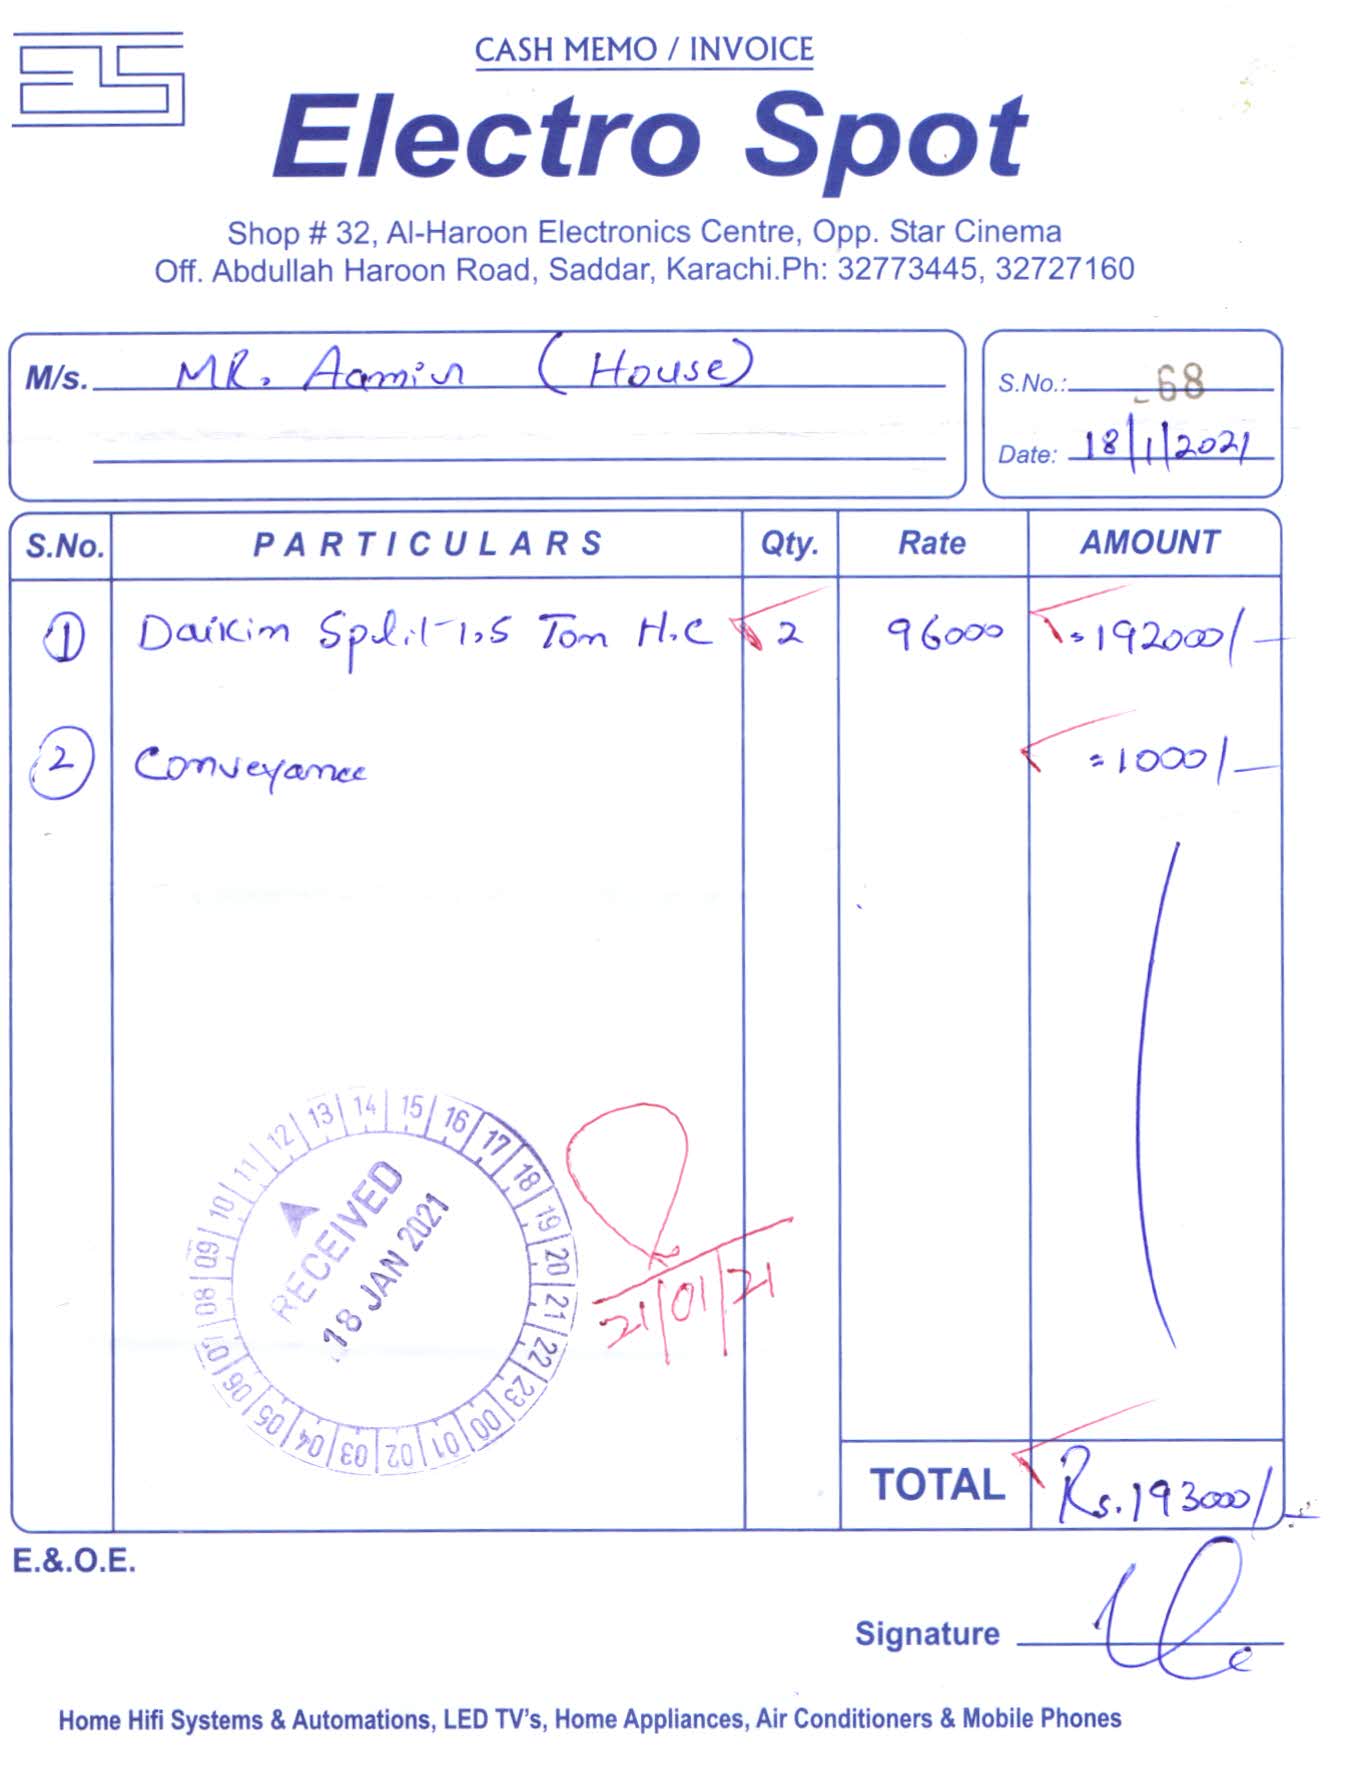 CASH MEMO / INVOICE
Electro Spot
Shop # 32, Al-Haroon Electronics Centre, Opp. Star Cinema
Off. Abdullah Haroon Road, Saddar, Karachi.Ph: 32773445, 32727160
M/s. MR. Aamir (House)
S.No.: 68
Date: 18/1/2021
S.No. PARTICULARS Qty. Rate AMOUNT
1 Daikin Split 1.5 Ton H.C 2 96000 = 192000/-
2 Conveyance = 1000/-
13 14 15 16 17 18 19 20 21 22 23 00 01 02 03 04 05 06 07 08 09 10 11 12
RECEIVED
18 JAN 2021
21/01/21
TOTAL Rs. 193000/-
E.&.O.E.
Signature
Home Hifi Systems & Automations, LED TV's, Home Appliances, Air Conditioners & Mobile Phones